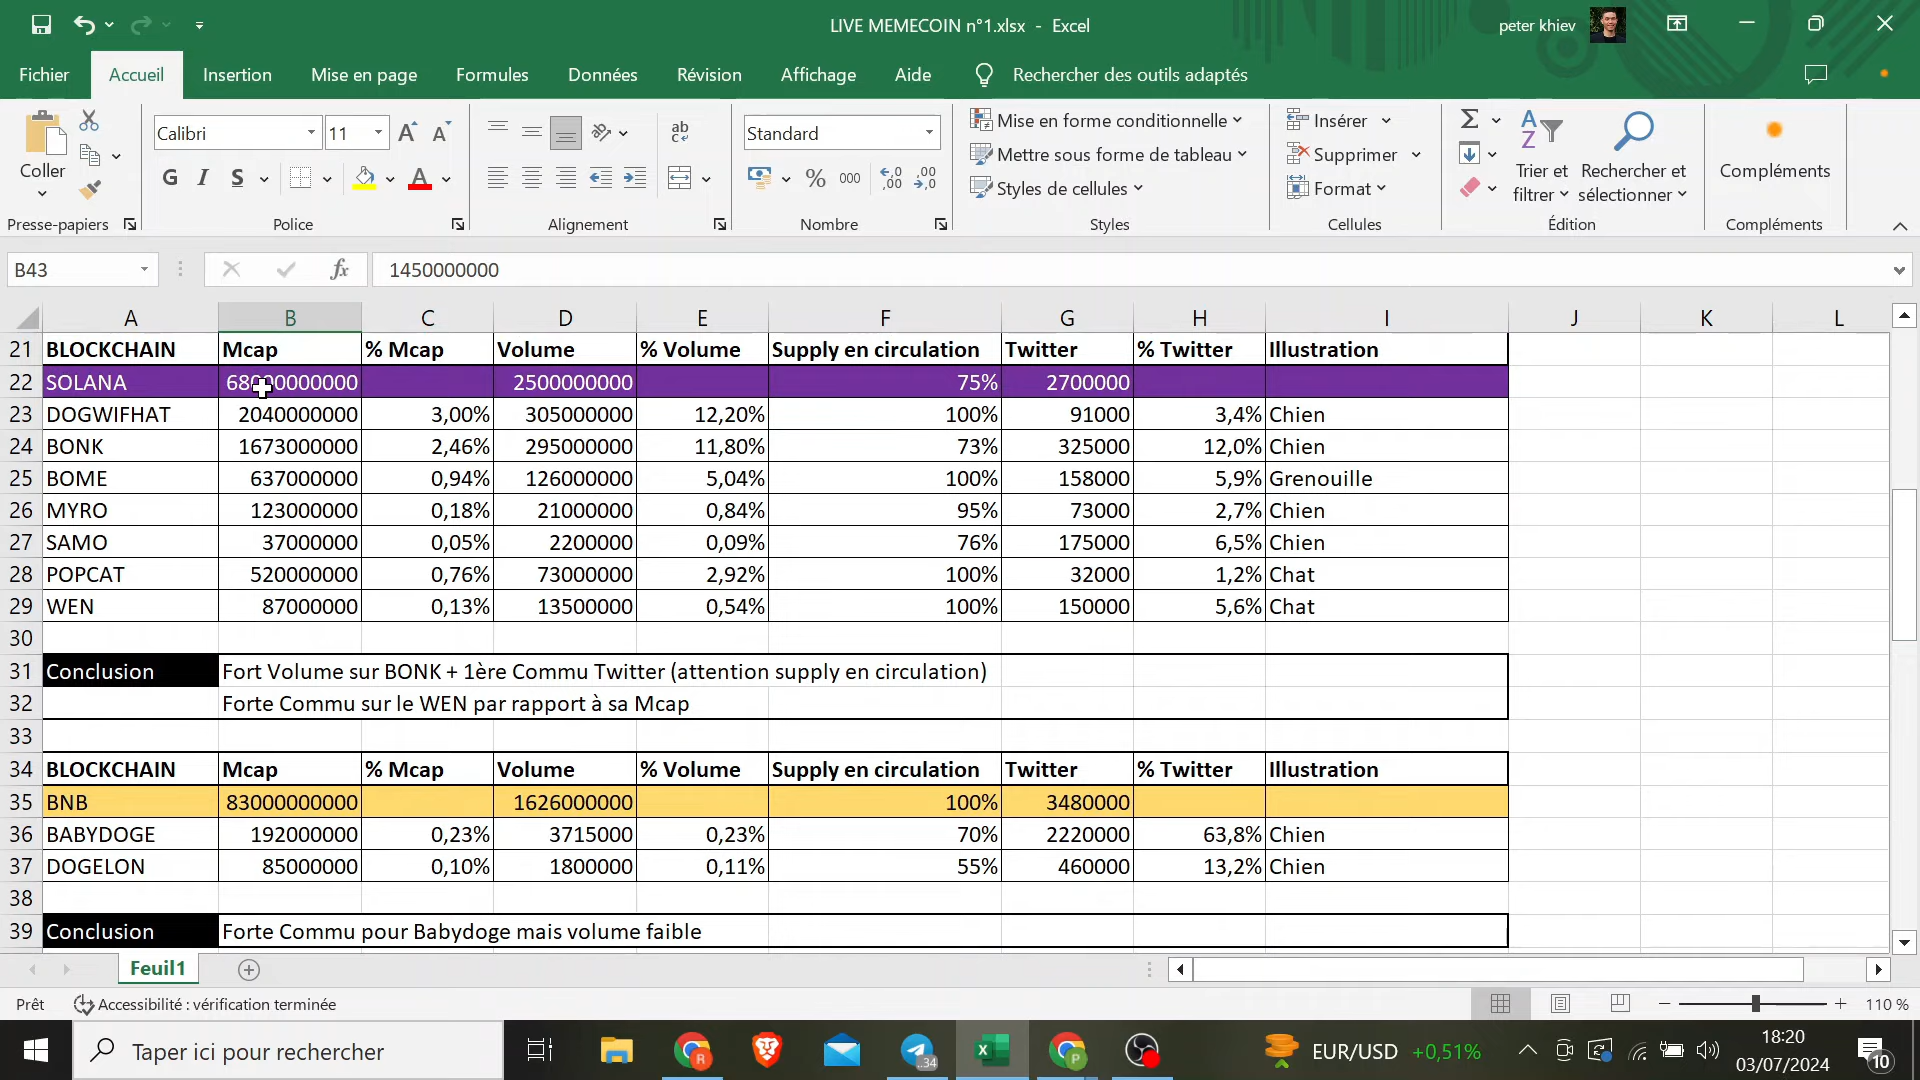 LIVE MEMECOIN n°1.xlsx - Excel
peter khiev
Fichier Accueil Insertion Mise en page Formules Données Révision Affichage Aide Rechercher des outils adaptés
Coller
Presse-papiers
Calibri 11
G I S
Police
ab
Alignement
Standard
% 000
Nombre
Mise en forme conditionnelle
Mettre sous forme de tableau
Styles de cellules
Styles
Insérer
Supprimer
Format
Cellules
Trier et filtrer
Rechercher et sélectionner
Édition
Compléments
Compléments
B43 fx 1450000000
A B C D E F G H I J K L
21 BLOCKCHAIN Mcap % Mcap Volume % Volume Supply en circulation Twitter % Twitter Illustration
22 SOLANA 68000000000 2500000000 75% 2700000
23 DOGWIFHAT 2040000000 3,00% 305000000 12,20% 100% 91000 3,4% Chien
24 BONK 1673000000 2,46% 295000000 11,80% 73% 325000 12,0% Chien
25 BOME 637000000 0,94% 126000000 5,04% 100% 158000 5,9% Grenouille
26 MYRO 123000000 0,18% 21000000 0,84% 95% 73000 2,7% Chien
27 SAMO 37000000 0,05% 2200000 0,09% 76% 175000 6,5% Chien
28 POPCAT 520000000 0,76% 73000000 2,92% 100% 32000 1,2% Chat
29 WEN 87000000 0,13% 13500000 0,54% 100% 150000 5,6% Chat
30
31 Conclusion Fort Volume sur BONK + 1ère Commu Twitter (attention supply en circulation)
32 Forte Commu sur le WEN par rapport à sa Mcap
33
34 BLOCKCHAIN Mcap % Mcap Volume % Volume Supply en circulation Twitter % Twitter Illustration
35 BNB 83000000000 1626000000 100% 3480000
36 BABYDOGE 192000000 0,23% 3715000 0,23% 70% 2220000 63,8% Chien
37 DOGELON 85000000 0,10% 1800000 0,11% 55% 460000 13,2% Chien
38
39 Conclusion Forte Commu pour Babydoge mais volume faible
Feuil1
Prêt Accessibilité : vérification terminée 110 %
Taper ici pour rechercher
EUR/USD +0,51%
18:20
03/07/2024